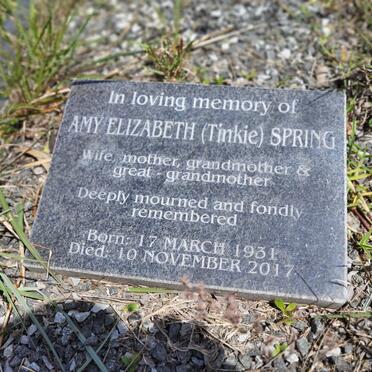 In loving memory of
AMY ELIZABETH (Tinkie) SPRING
Wife, mother, grandmother &
great - grandmother
Deeply mourned and fondly
remembered
Born: 17 MARCH 1931
Died: 10 NOVEMBER 2017